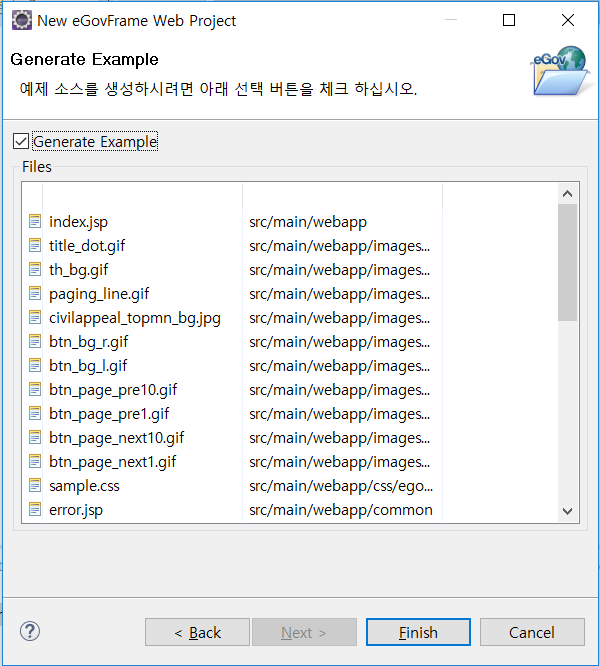 New eGovFrame Web Project
Generate Example
eGov
예제 소스를 생성하시려면 아래 선택 버튼을 체크 하십시오.
Generate Example
Files
index.jsp src/main/webapp
title_dot.gif src/main/webapp/images...
th_bg.gif src/main/webapp/images...
paging_line.gif src/main/webapp/images...
civilappeal_topmn_bg.jpg src/main/webapp/images...
btn_bg_r.gif src/main/webapp/images...
btn_bg_l.gif src/main/webapp/images...
btn_page_pre10.gif src/main/webapp/images...
btn_page_pre1.gif src/main/webapp/images...
btn_page_next10.gif src/main/webapp/images...
btn_page_next1.gif src/main/webapp/images...
sample.css src/main/webapp/css/ego...
error.jsp src/main/webapp/common
? < Back Next > Finish Cancel